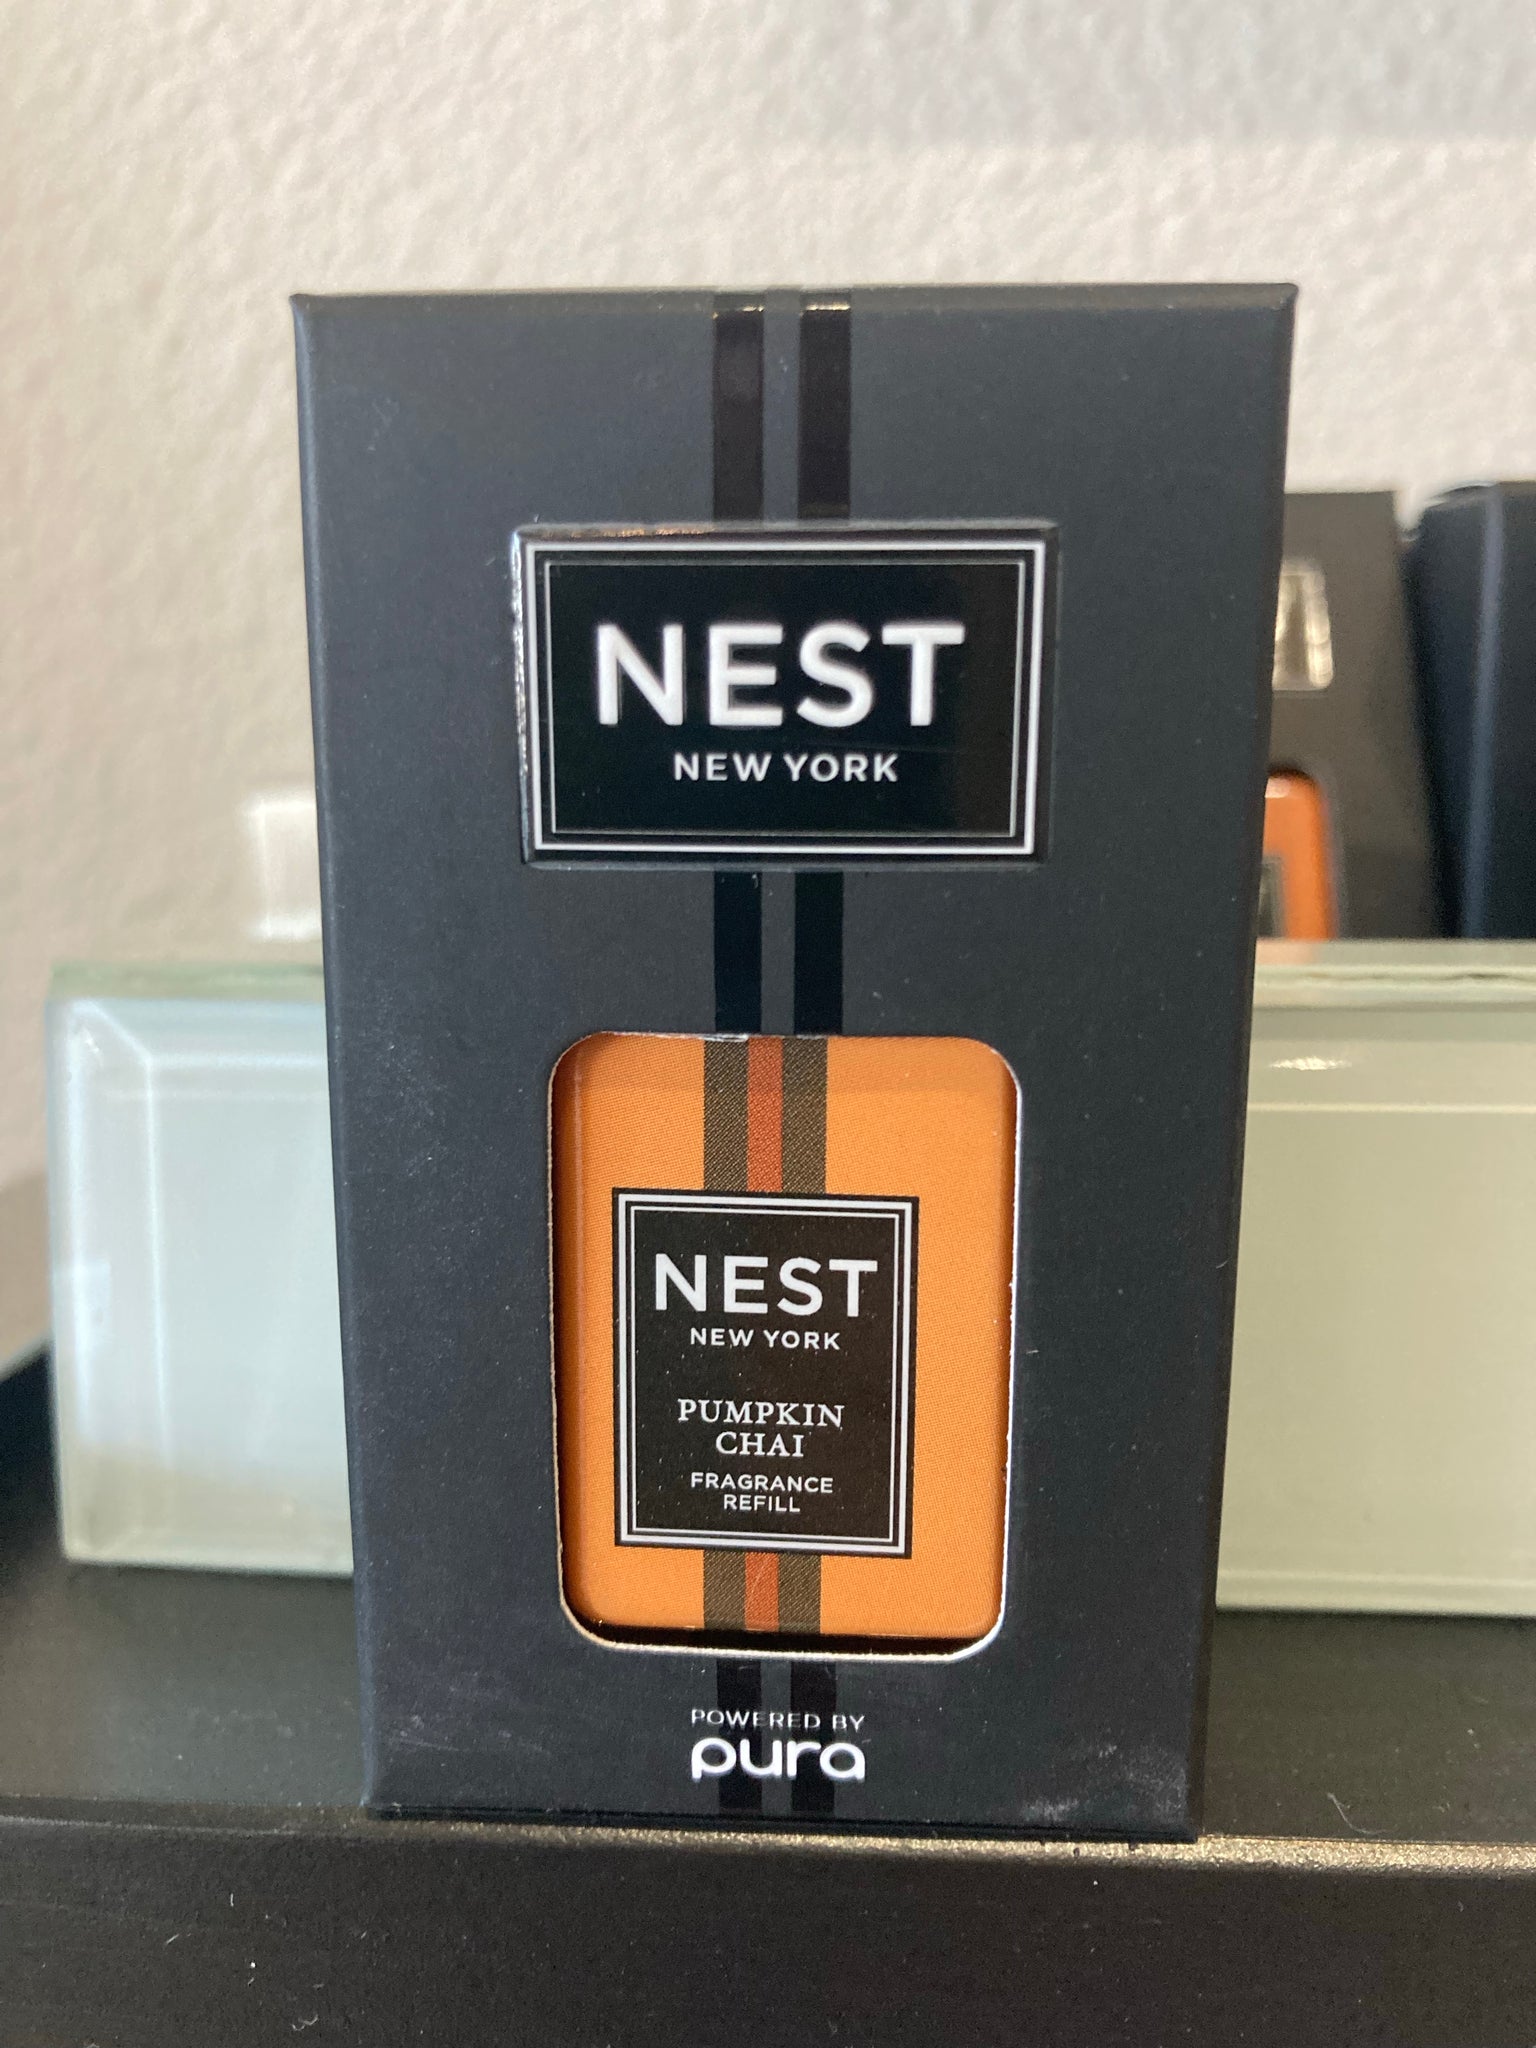 NEST
NEW YORK
NEST
NEW YORK
PUMPKIN
CHAI
FRAGRANCE
REFILL
POWERED BY
pura